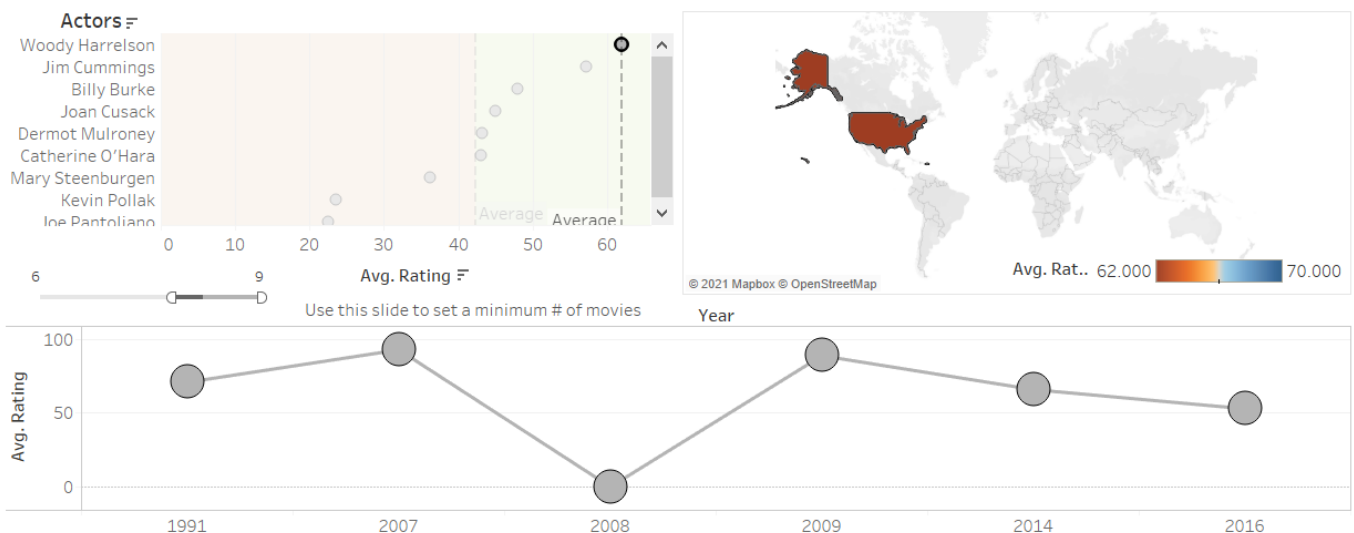 Actors
Woody Harrelson
Jim Cummings
Billy Burke
Joan Cusack
Dermot Mulroney
Catherine O’Hara
Mary Steenburgen
Kevin Pollak
Joe Pantoliano
Average
Average
0 10 20 30 40 50 60
Avg. Rating
6 9
Use this slide to set a minimum # of movies
© 2021 Mapbox © OpenStreetMap
Avg. Rat.. 62.000 70.000
Year
Avg. Rating
100
50
0
1991 2007 2008 2009 2014 2016